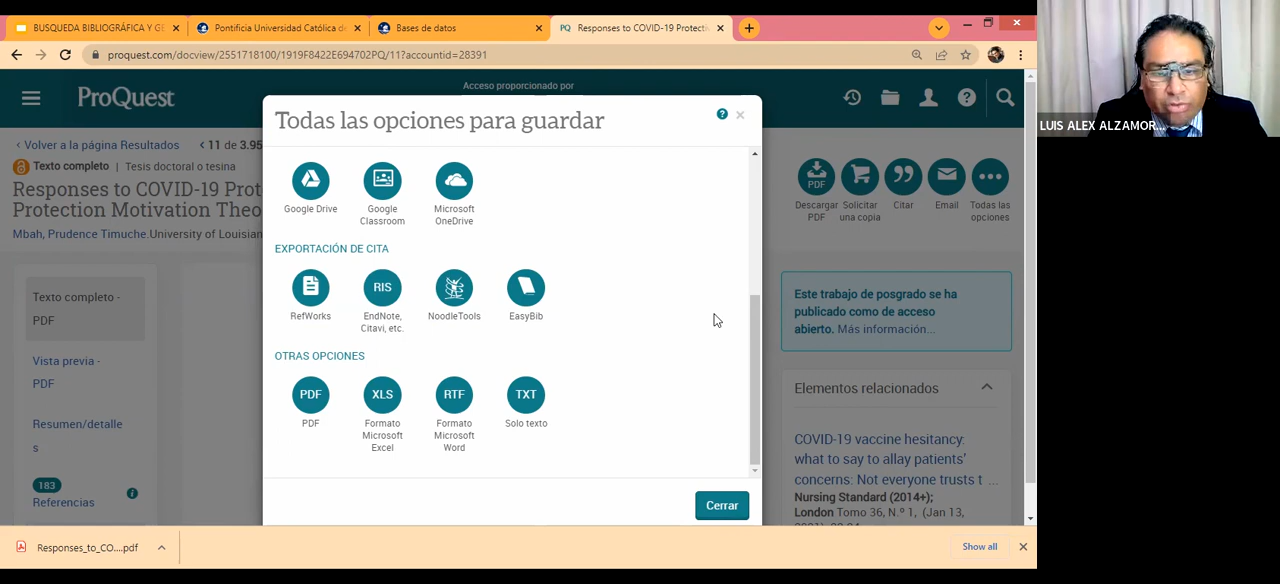 BUSQUEDA BIBLIOGRÁFICA Y GE
Pontificia Universidad Católica de
Bases de datos
PQ Responses to COVID-19 Protecti
proquest.com/docview/2551718100/1919F8422E694702PQ/11?accountid=28391
ProQuest
Acceso proporcionado por
Volver a la página Resultados
11 de 3.95
Texto completo | Tesis doctoral o tesina
Responses to COVID-19 Prot
Protection Motivation Theo
Mbah, Prudence Timuche.University of Louisian
PDF
Descargar PDF
Solicitar una copia
Citar
Email
Todas las opciones
Todas las opciones para guardar
Google Drive
Google Classroom
Microsoft OneDrive
EXPORTACIÓN DE CITA
RefWorks
RIS
EndNote, Citavi, etc.
NoodleTools
EasyBib
OTRAS OPCIONES
PDF
PDF
XLS
Formato Microsoft Excel
RTF
Formato Microsoft Word
TXT
Solo texto
Cerrar
Texto completo -
PDF
Vista previa -
PDF
Resumen/detalle
s
183
Referencias
Este trabajo de posgrado se ha
publicado como de acceso
abierto. Más información...
Elementos relacionados
COVID-19 vaccine hesitancy:
what to say to allay patients'
concerns: Not everyone trusts t ...
Nursing Standard (2014+);
London Tomo 36, N.º 1, (Jan 13,
Responses_to_CO....pdf
Show all
LUIS ALEX ALZAMOR...